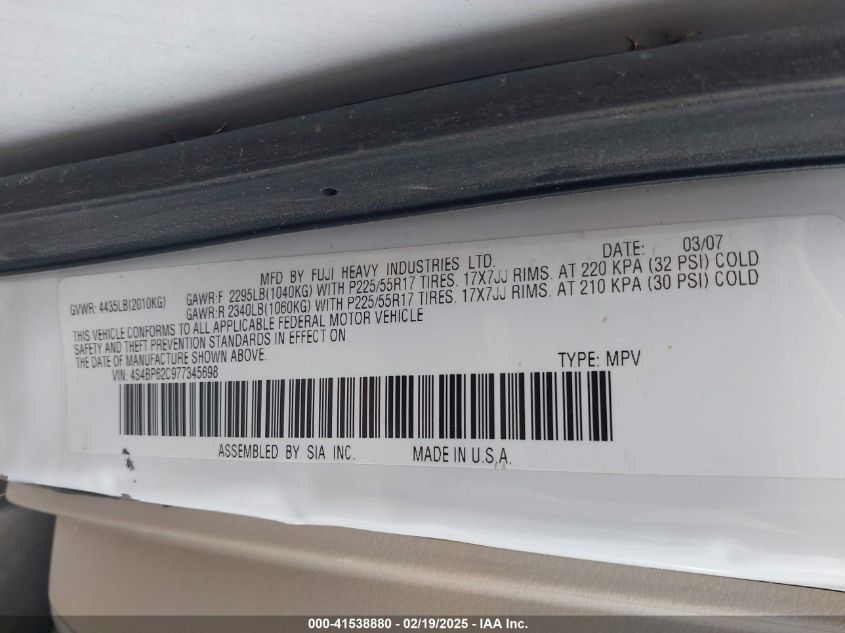 MFD BY FUJI HEAVY INDUSTRIES LTD. DATE: 03/07
GVWR: 4435LB(2010KG) GAWR:F 2295LB(1040KG) WITH P225/55R17 TIRES. 17X7JJ RIMS. AT 220 KPA (32 PSI) COLD
GAWR:R 2340LB(1060KG) WITH P225/55R17 TIRES. 17X7JJ RIMS. AT 210 KPA (30 PSI) COLD
THIS VEHICLE CONFORMS TO ALL APPLICABLE FEDERAL MOTOR VEHICLE
SAFETY AND THEFT PREVENTION STANDARDS IN EFFECT ON
THE DATE OF MANUFACTURE SHOWN ABOVE.
VIN: 4S4BP62C977345698 TYPE: MPV
ASSEMBLED BY SIA INC. MADE IN U.S.A.
000-41538880 - 02/19/2025 - IAA Inc.